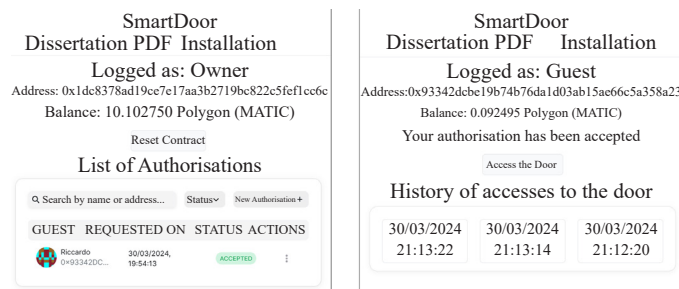 SmartDoor
Dissertation PDF Installation
Logged as: Owner
Address: 0x1dc8378ad19ce7e17aa3b2719bc822c5fef1cc6c
Balance: 10.102750 Polygon (MATIC)
Reset Contract
List of Authorisations
Search by name or address...
Status
New Authorisation +
GUEST REQUESTED ON STATUS ACTIONS
Riccardo
0x93342DC...
30/03/2024,
19:54:13
ACCEPTED
SmartDoor
Dissertation PDF Installation
Logged as: Guest
Address:0x93342dcbe19b74b76da1d03ab15ae66c5a358a23
Balance: 0.092495 Polygon (MATIC)
Your authorisation has been accepted
Access the Door
History of accesses to the door
30/03/2024
21:13:22
30/03/2024
21:13:14
30/03/2024
21:12:20